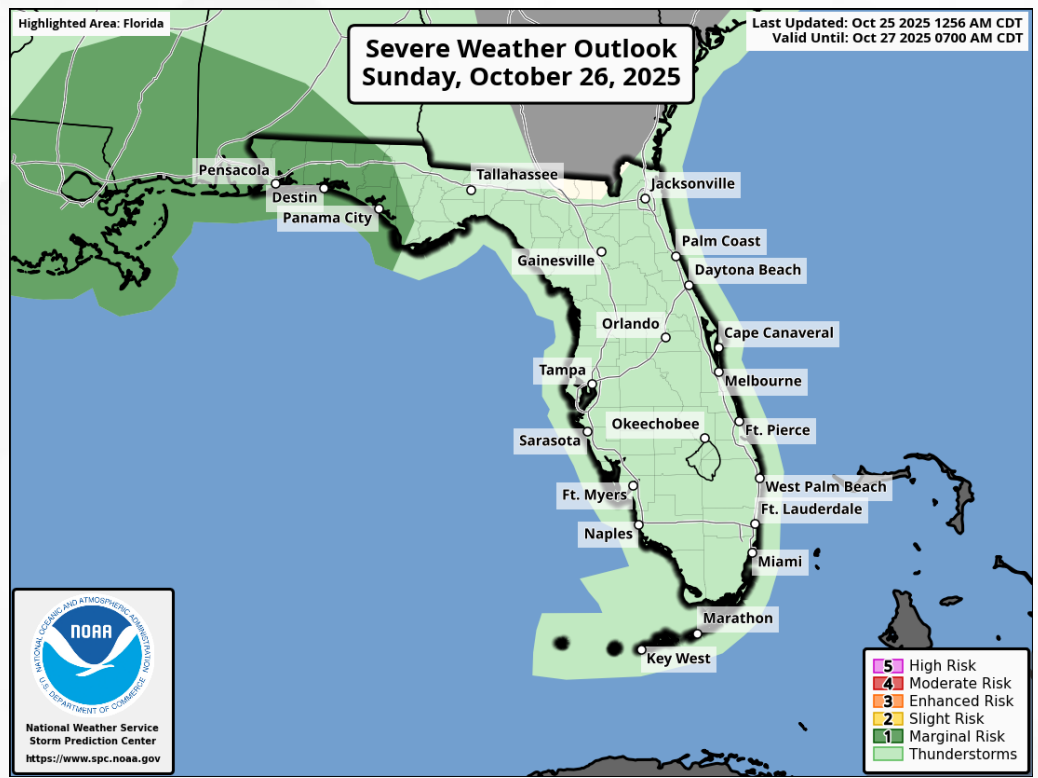 Highlighted Area: Florida
Severe Weather Outlook
Sunday, October 26, 2025
Last Updated: Oct 25 2025 1256 AM CDT
Valid Until: Oct 27 2025 0700 AM CDT
Pensacola
Tallahassee
Destin
Jacksonville
Panama City
Palm Coast
Gainesville
Daytona Beach
Orlando
Cape Canaveral
Tampa
Melbourne
Okeechobee
Ft. Pierce
Sarasota
West Palm Beach
Ft. Myers
Ft. Lauderdale
Naples
Miami
Marathon
Key West
NATIONAL OCEANIC AND ATMOSPHERIC ADMINISTRATION
NOAA
U.S. DEPARTMENT OF COMMERCE
National Weather Service
Storm Prediction Center
https://www.spc.noaa.gov
5 High Risk
4 Moderate Risk
3 Enhanced Risk
2 Slight Risk
1 Marginal Risk
Thunderstorms